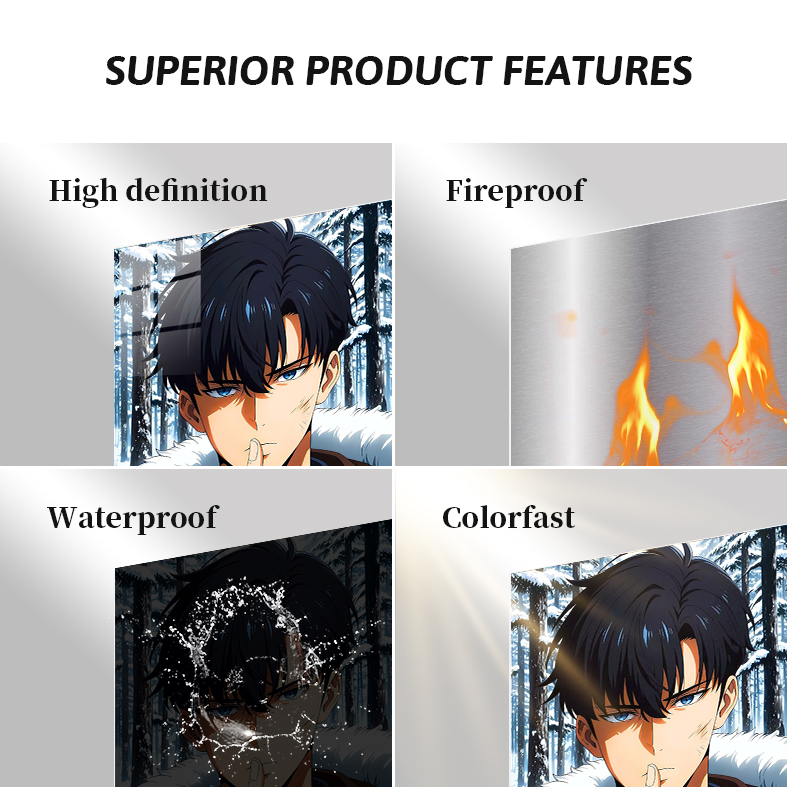 SUPERIOR PRODUCT FEATURES
High definition
Fireproof
Waterproof
Colorfast